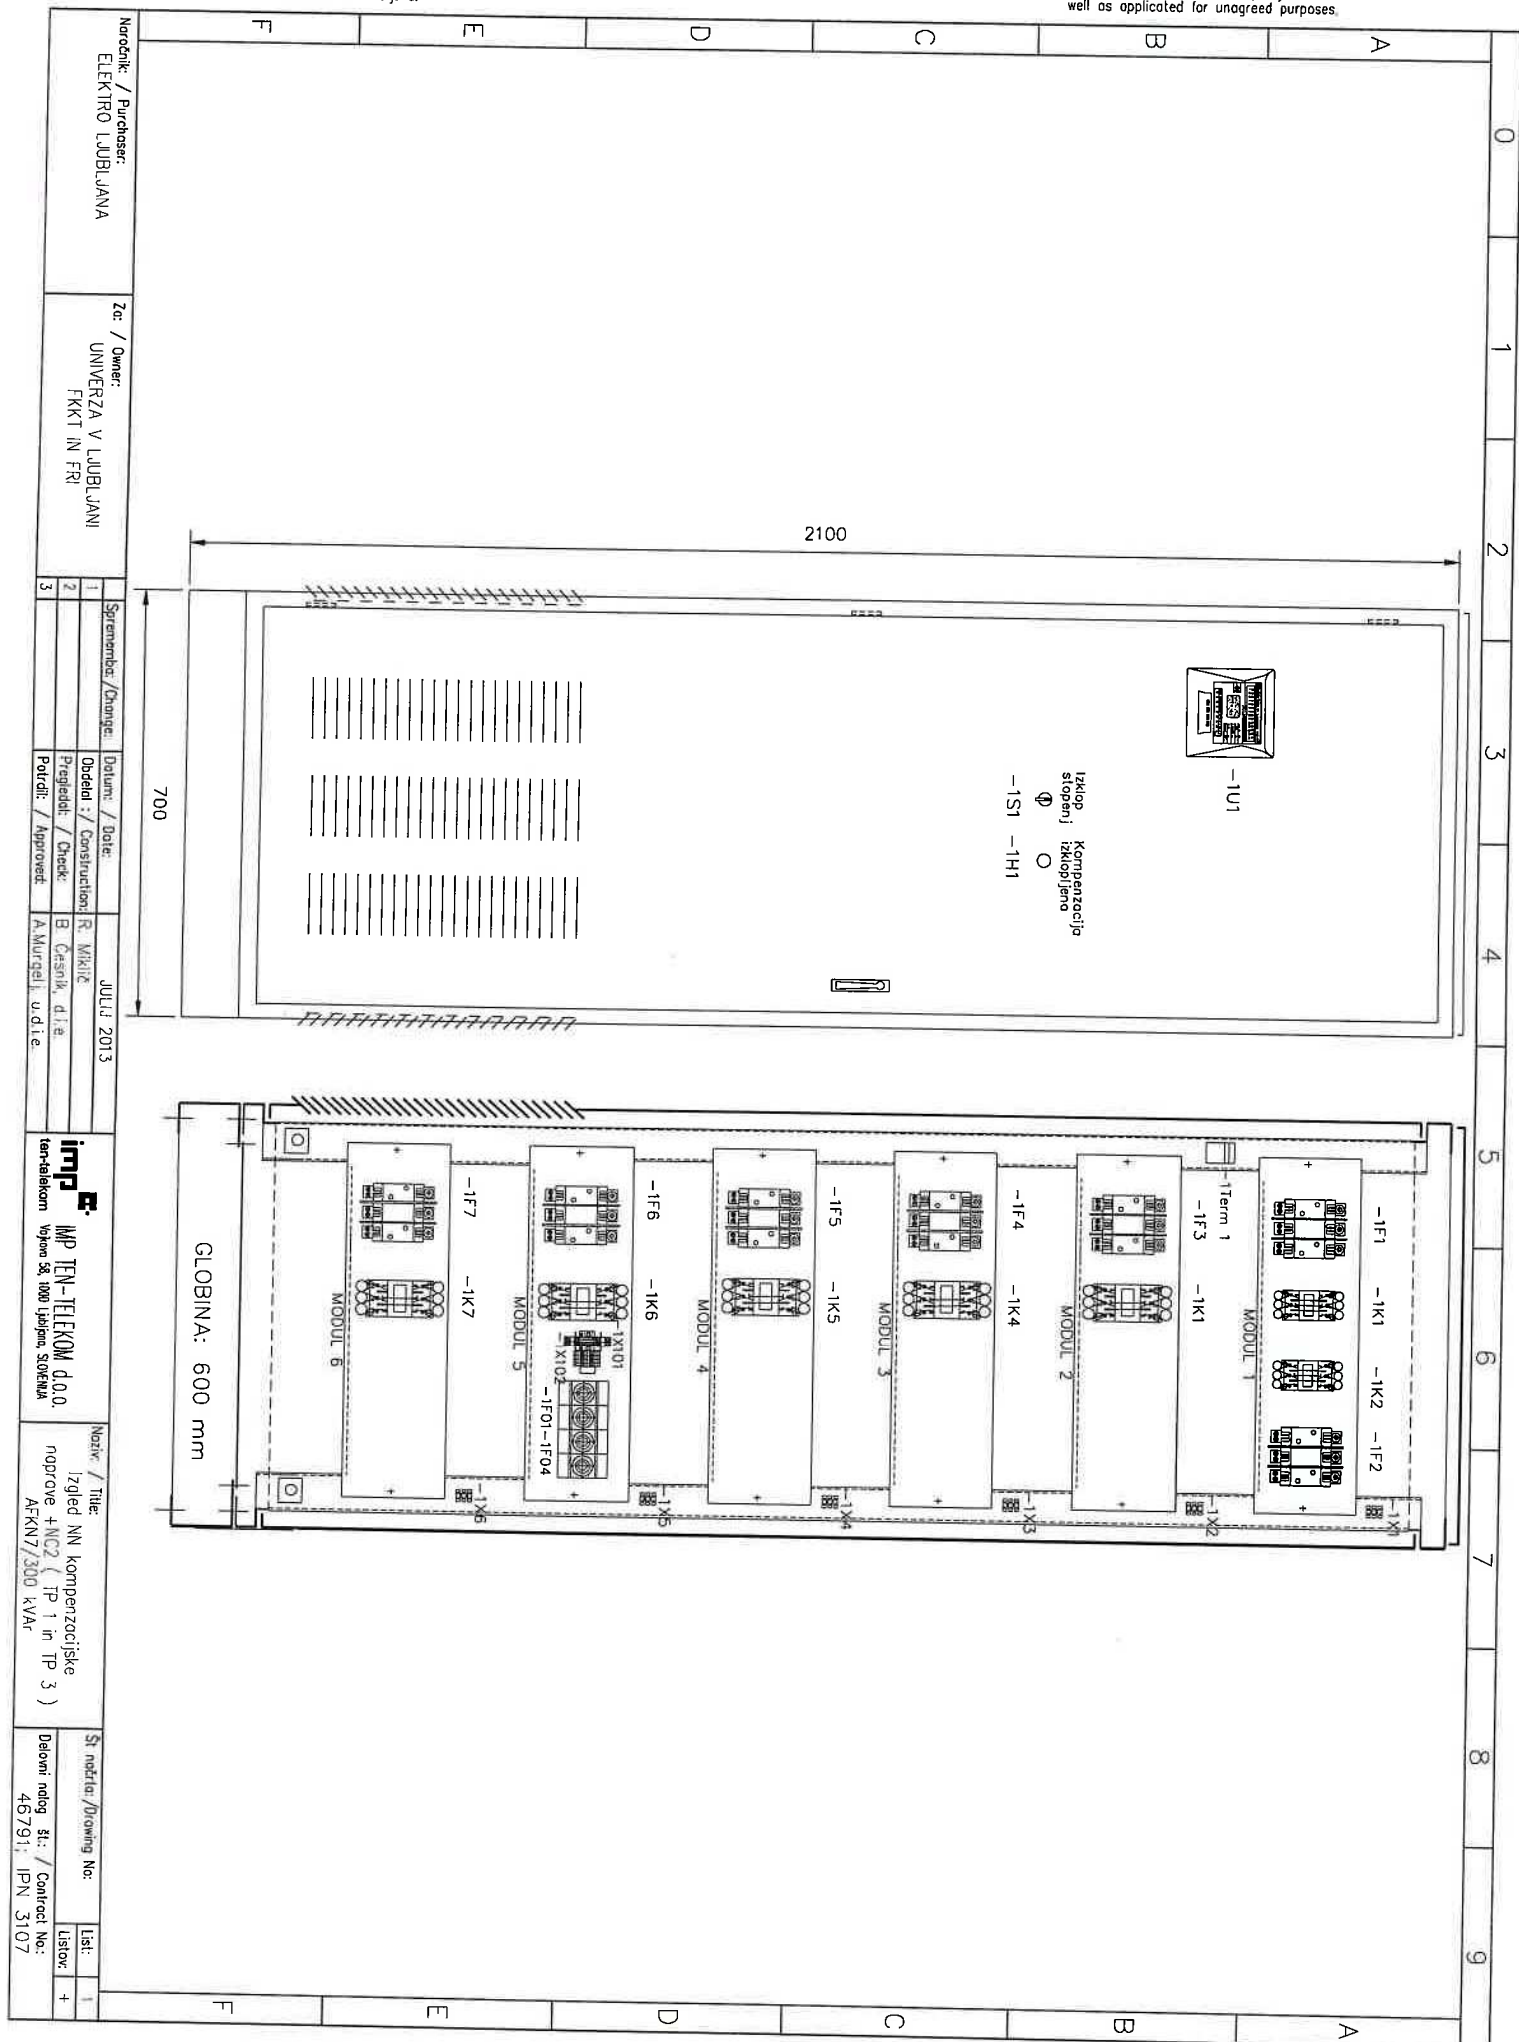 well as applicated for unagreed purposes.
0
1
2
3
4
5
6
7
8
9
A
B
C
D
E
F
2100
700
-1U1
Izklop
stopenj
Kompenzacija
izklopljena
-1S1 -1H1
-1F1 -1K1 -1K2 -1F2
-1X1
MODUL 1
-1Term 1
-1F3 -1K1
-1X2
MODUL 2
-1F4 -1K4
-1X3
MODUL 3
-1F5 -1K5
-1X4
MODUL 4
-1F6 -1K6
-1X5
-1X101
-1X102
-1F01-1F04
MODUL 5
-1F7 -1K7
-1X6
MODUL 6
GLOBINA: 600 mm
A
B
C
D
E
F
Naročnik: / Purchaser:
ELEKTRO LJUBLJANA
Za: / Owner:
UNIVERZA V LJUBLJANI
FKKT IN FRI
Sprememba: /Change:
1
2
3
Datum: / Date:
JULIJ 2013
Obdelal : / Construction:
R. Miklič
Pregledal: / Check:
B. Česnik, d.i.e.
Potrdil: / Approved:
A.Murgelj, u.d.i.e.
imp
ten-telekom
IMP TEN-TELEKOM d.o.o.
Vojkova 58, 1000 Ljubljana, SLOVENIJA
Naziv: / Title:
Izgled NN kompenzacijske
naprave +NC2 ( TP 1 in TP 3 )
AFKN7/300 kVAr
Št načrta: /Drawing No:
List: 1
Listov: +
Delovni nalog št.: / Contract No.:
46791; IPN 3107